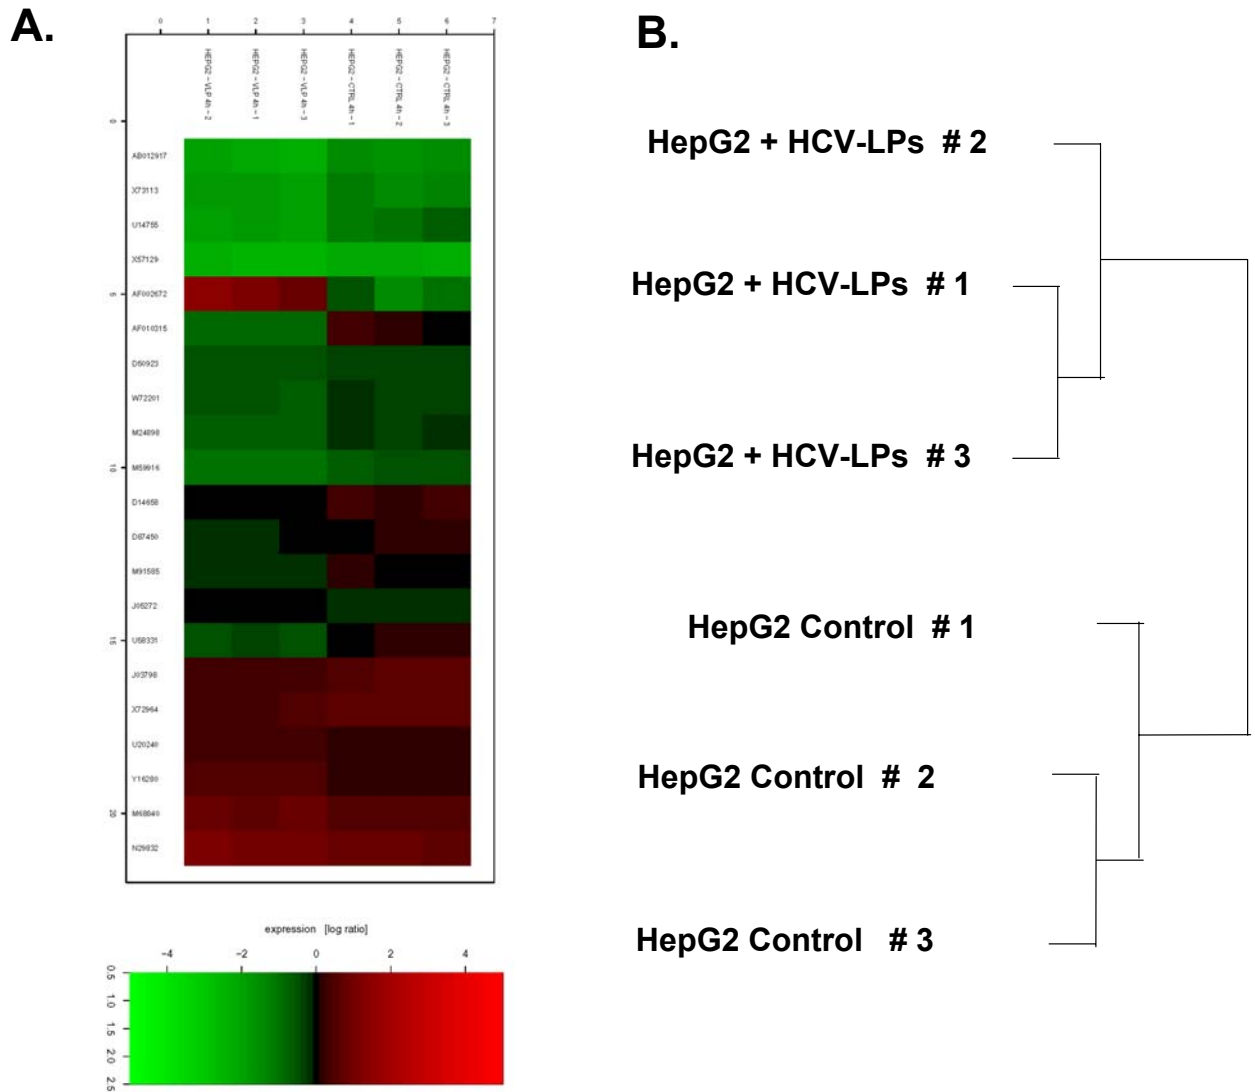 A.
0 1 2 3 4 5 6 7
HEPG2 - VLP 4h - 2
HEPG2 - VLP 4h - 1
HEPG2 - VLP 4h - 3
HEPG2 - CTRL 4h - 1
HEPG2 - CTRL 4h - 2
HEPG2 - CTRL 4h - 3
0
AB012917
X73113
U14755
X57129
5
AF002672
AF010315
D50923
W72201
M24898
10
M59916
D14658
D87450
M91585
J05272
15
U58331
J03798
X72964
U20240
Y16280
20
M68840
N29832
expression [log ratio]
−4 −2 0 2 4
0.5
1.0
1.5
2.0
2.5
B.
HepG2 + HCV-LPs # 2
HepG2 + HCV-LPs # 1
HepG2 + HCV-LPs # 3
HepG2 Control # 1
HepG2 Control # 2
HepG2 Control # 3